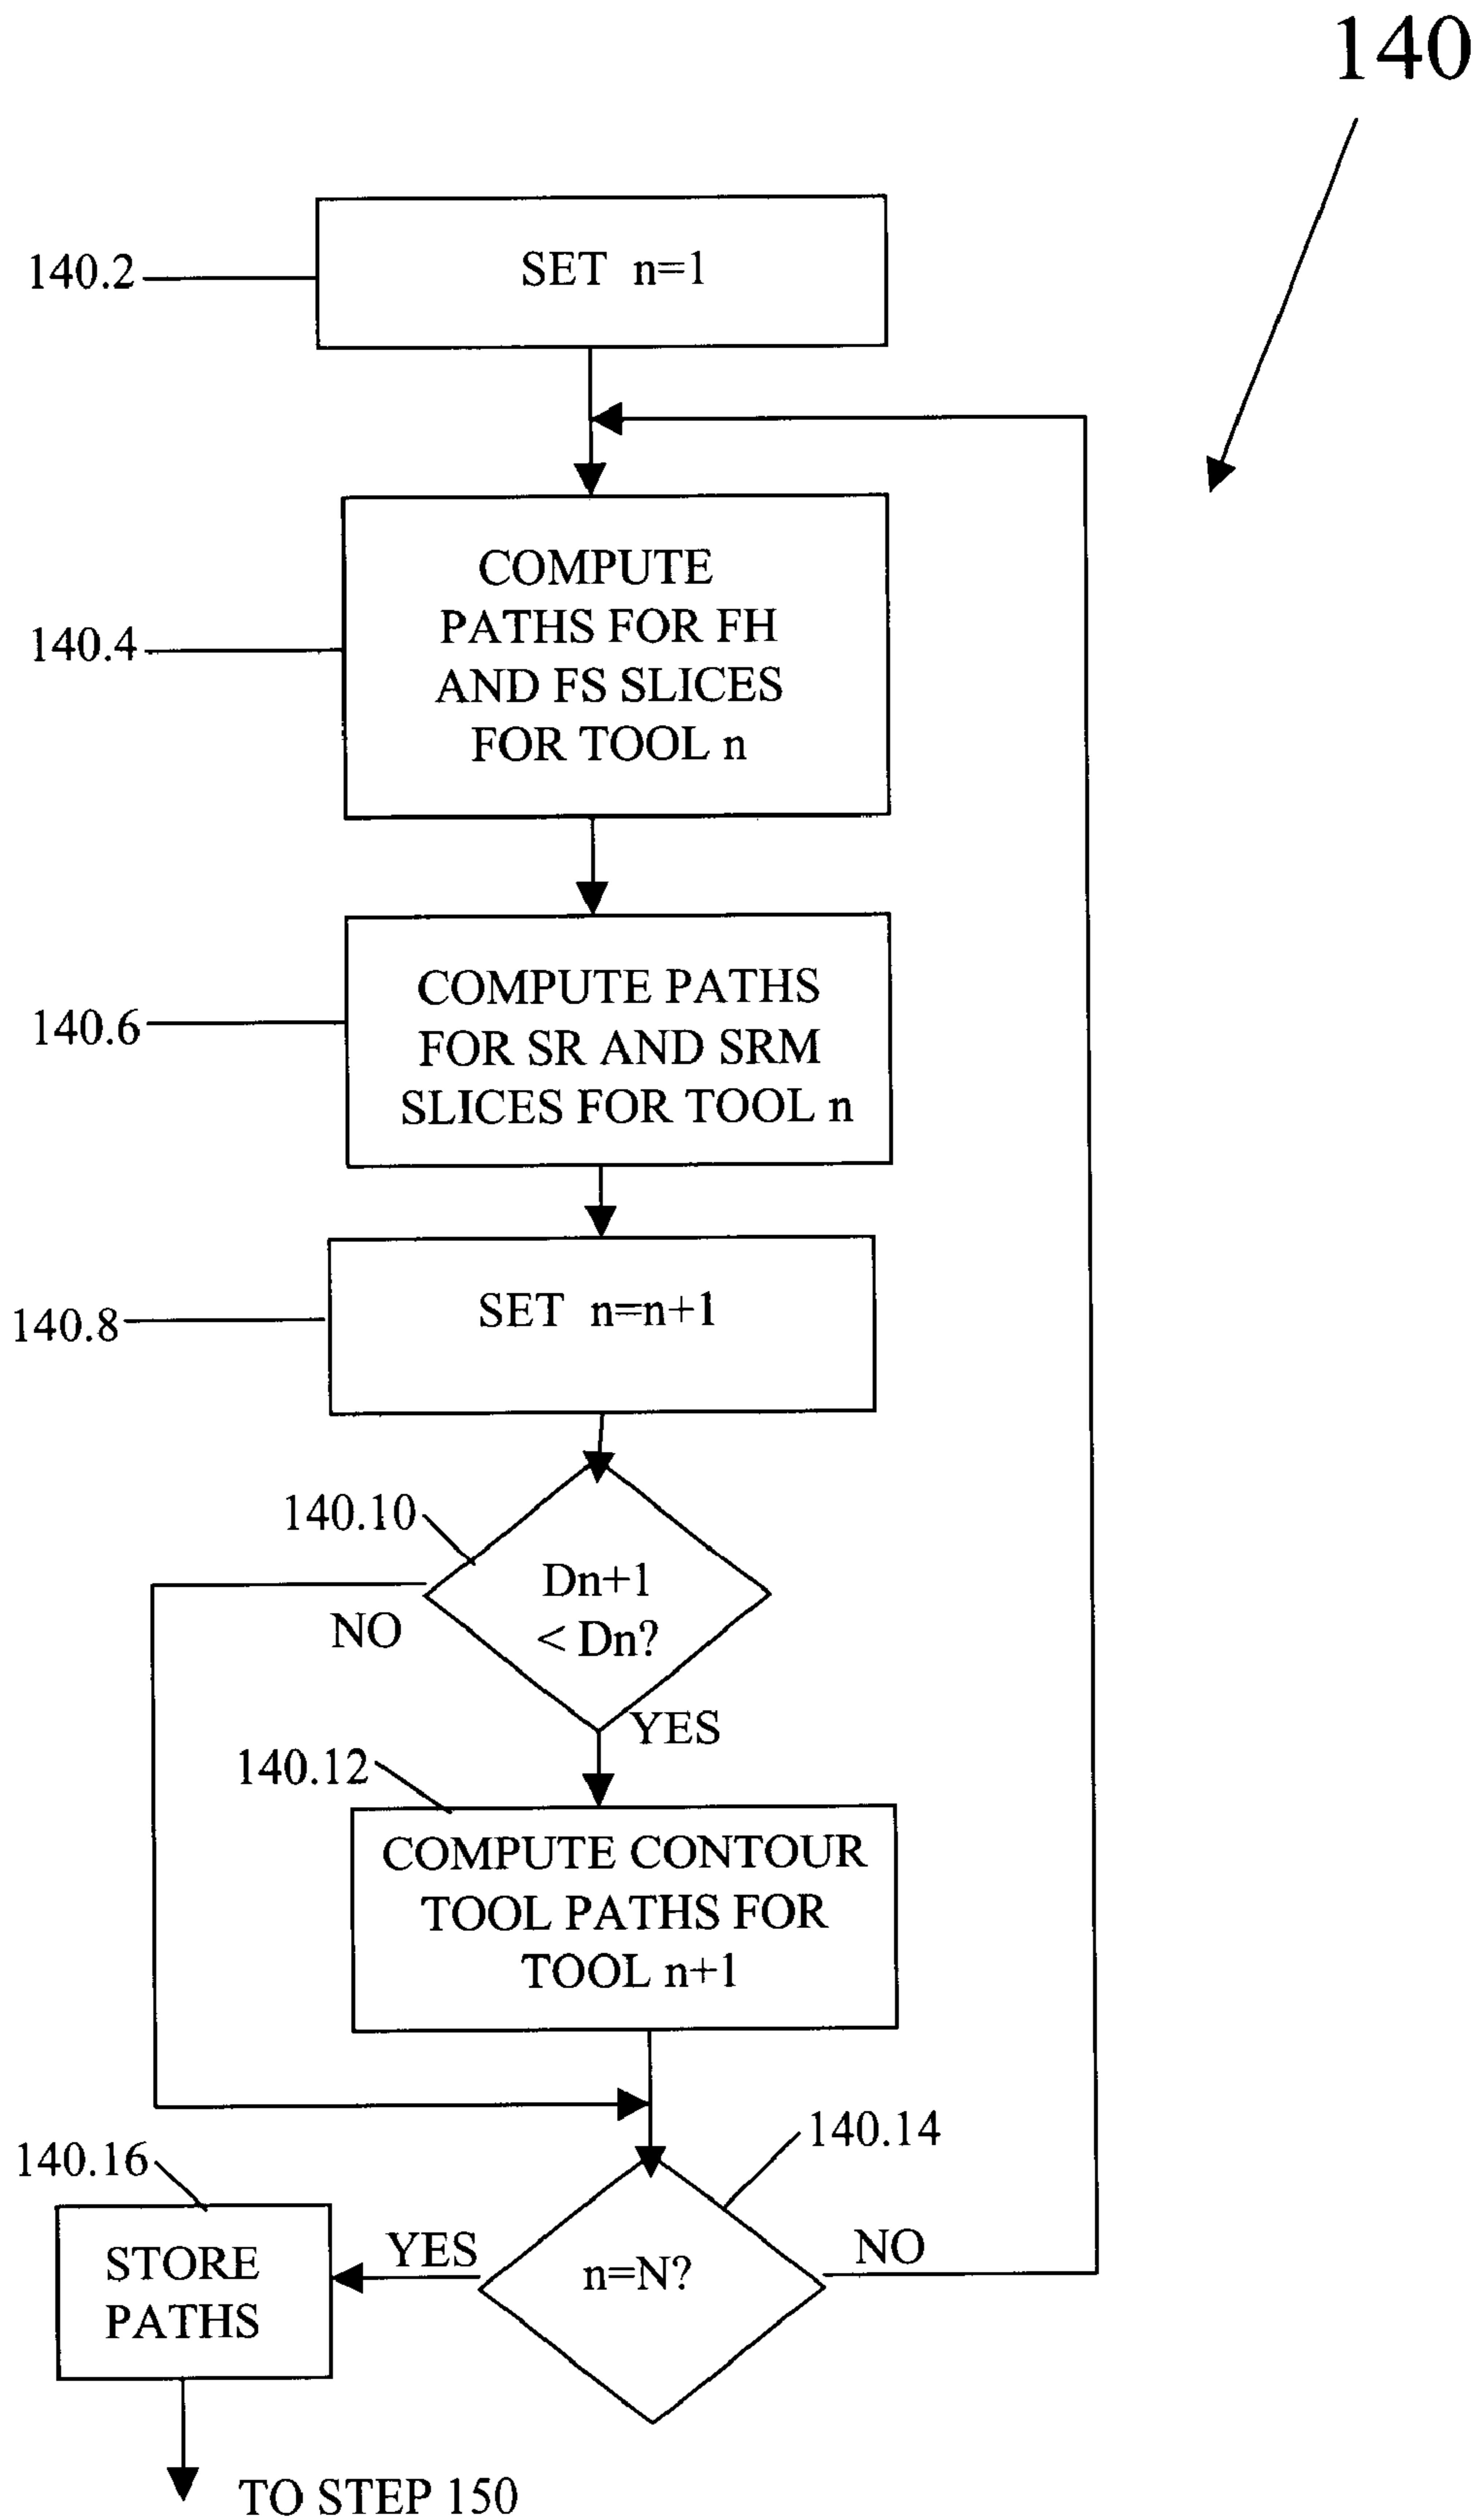 140
140.2
SET n=1
140.4
COMPUTE
PATHS FOR FH
AND FS SLICES
FOR TOOL n
140.6
COMPUTE PATHS
FOR SR AND SRM
SLICES FOR TOOL n
140.8
SET n=n+1
140.10
Dn+1
< Dn?
NO
YES
140.12
COMPUTE CONTOUR
TOOL PATHS FOR
TOOL n+1
140.14
140.16
n=N?
YES
NO
STORE
PATHS
TO STEP 150